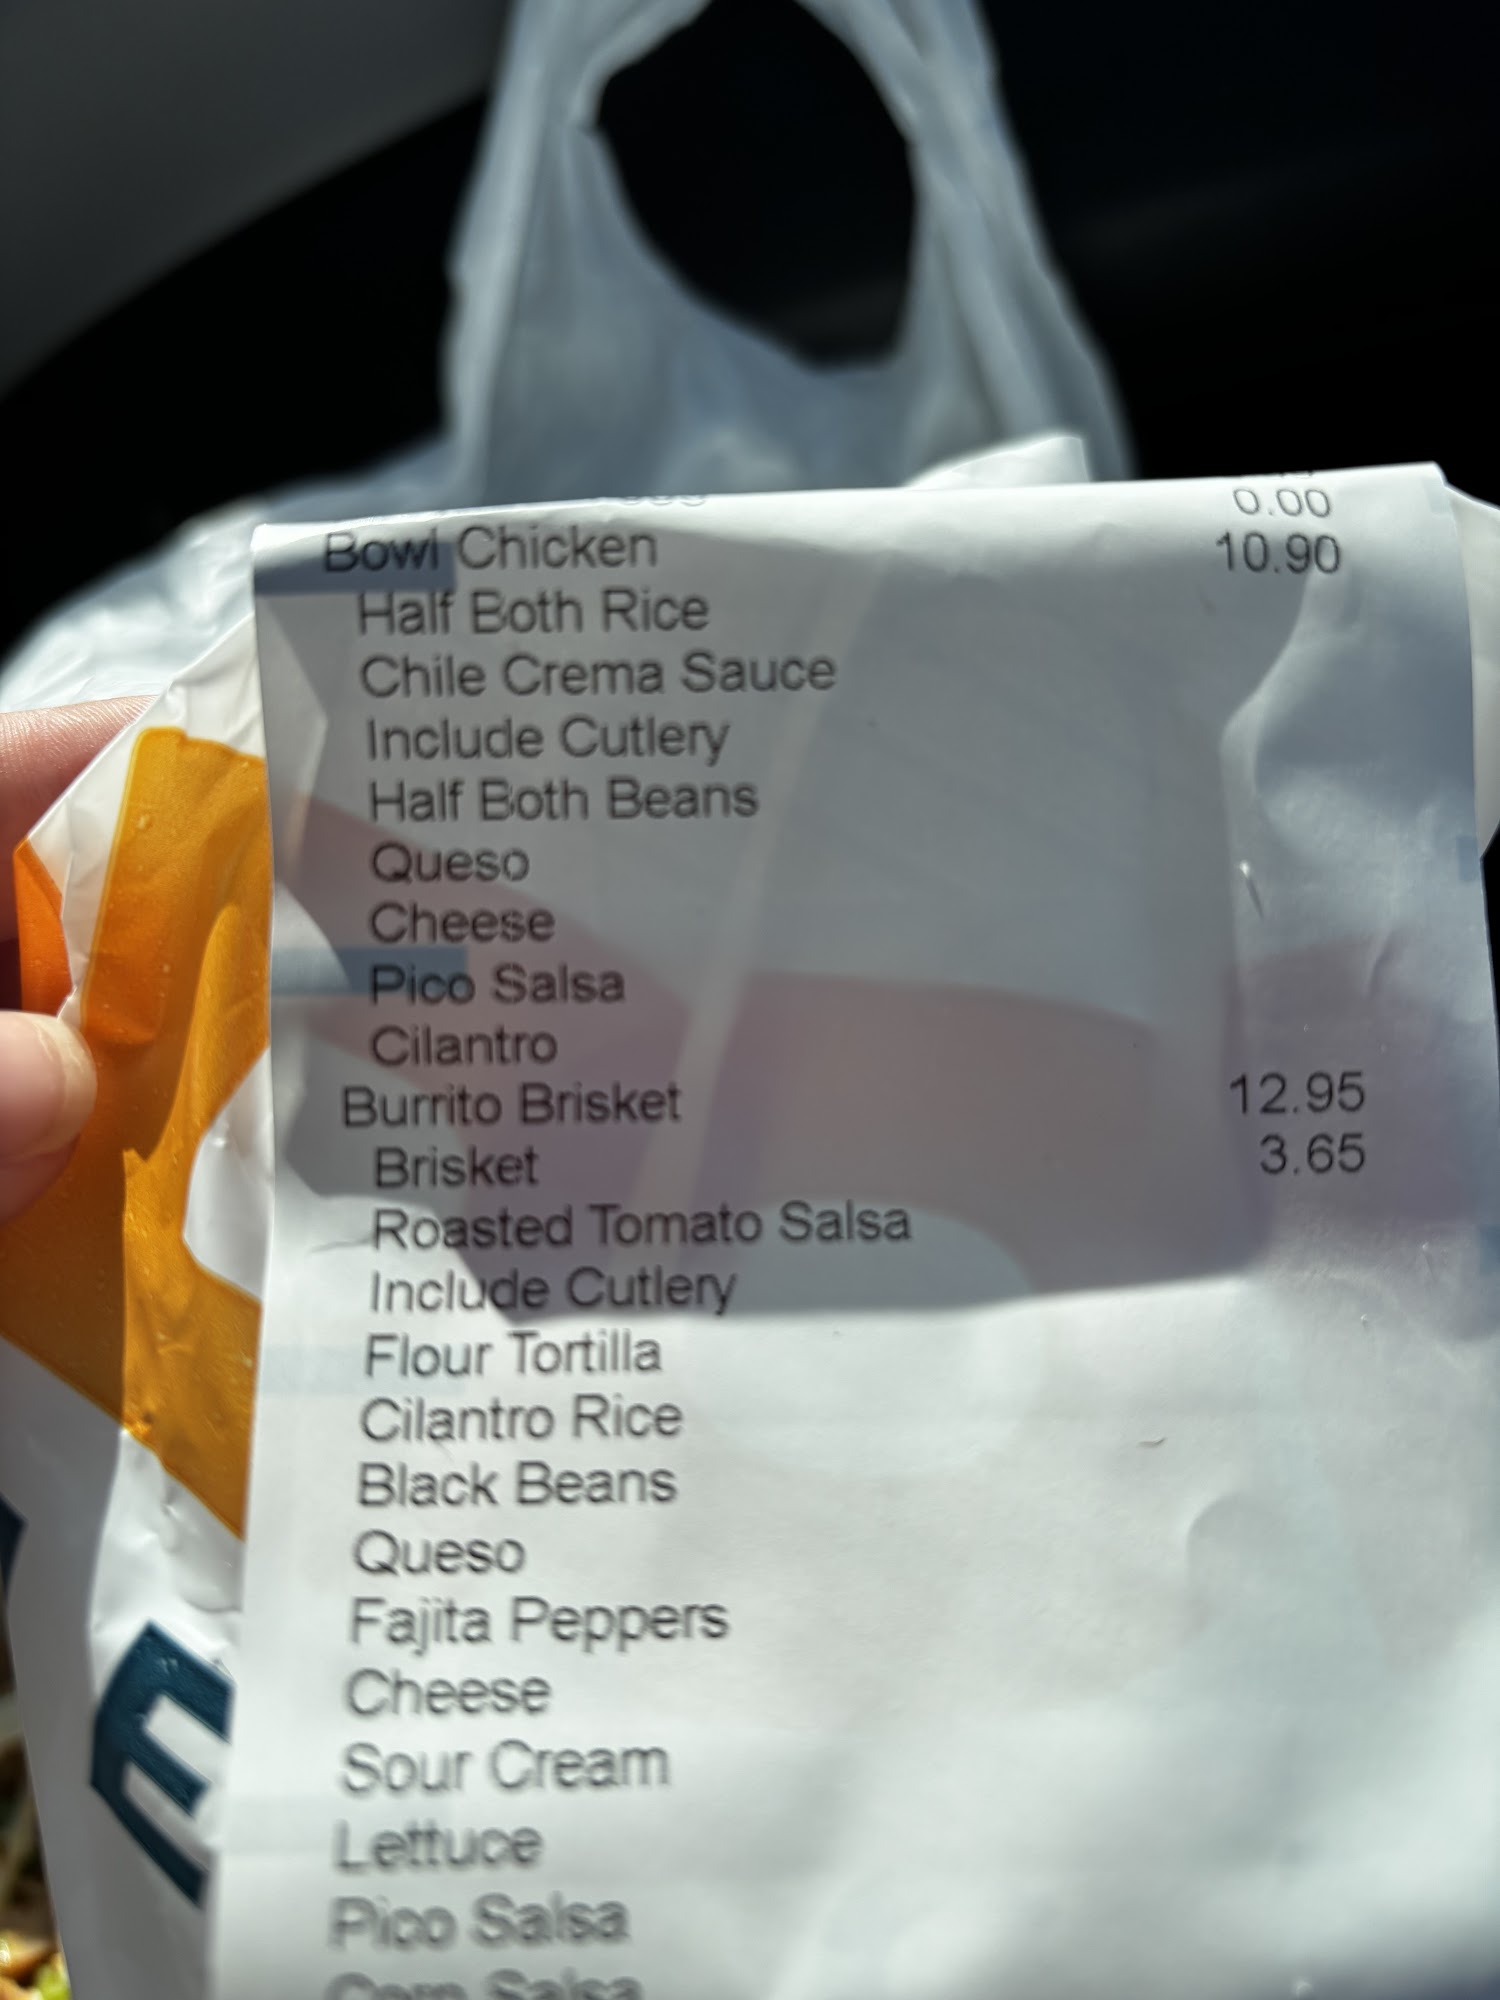 0.00
Bowl Chicken 10.90
Half Both Rice
Chile Crema Sauce
Include Cutlery
Half Both Beans
Queso
Cheese
Pico Salsa
Cilantro
Burrito Brisket 12.95
Brisket 3.65
Roasted Tomato Salsa
Include Cutlery
Flour Tortilla
Cilantro Rice
Black Beans
Queso
Fajita Peppers
Cheese
Sour Cream
Lettuce
Pico Salsa
Corn Salsa
E